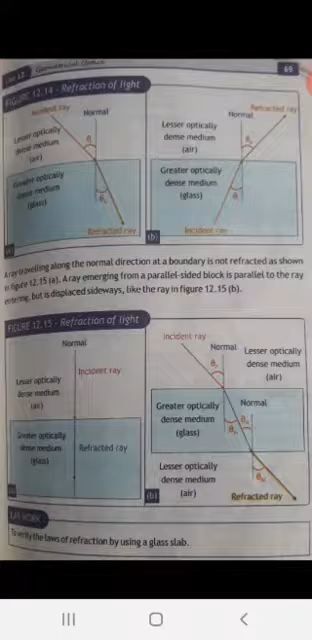 Unit 12 Geometrical Optics 69
FIGURE 12.14 - Refraction of light
Incident ray
Normal
Lesser optically
dense medium
(air)
Greater optically
dense medium
(glass)
Refracted ray
Refracted ray
Normal
Lesser optically
dense medium
(air)
Greater optically
dense medium
(glass)
(b)
Incident ray
A ray travelling along the normal direction at a boundary is not refracted as shown
in figure 12.15 (a). A ray emerging from a parallel-sided block is parallel to the ray
entering, but is displaced sideways, like the ray in figure 12.15 (b).
FIGURE 12.15 - Refraction of light
Normal
Incident ray
Lesser optically
dense medium
(air)
Greater optically
dense medium
(glass)
Refracted ray
Incident ray
Normal
Lesser optically
dense medium
(air)
Greater optically
dense medium
(glass)
Normal
Lesser optically
dense medium
(air)
(b)
Refracted ray
LAB WORK
To verify the laws of refraction by using a glass slab.